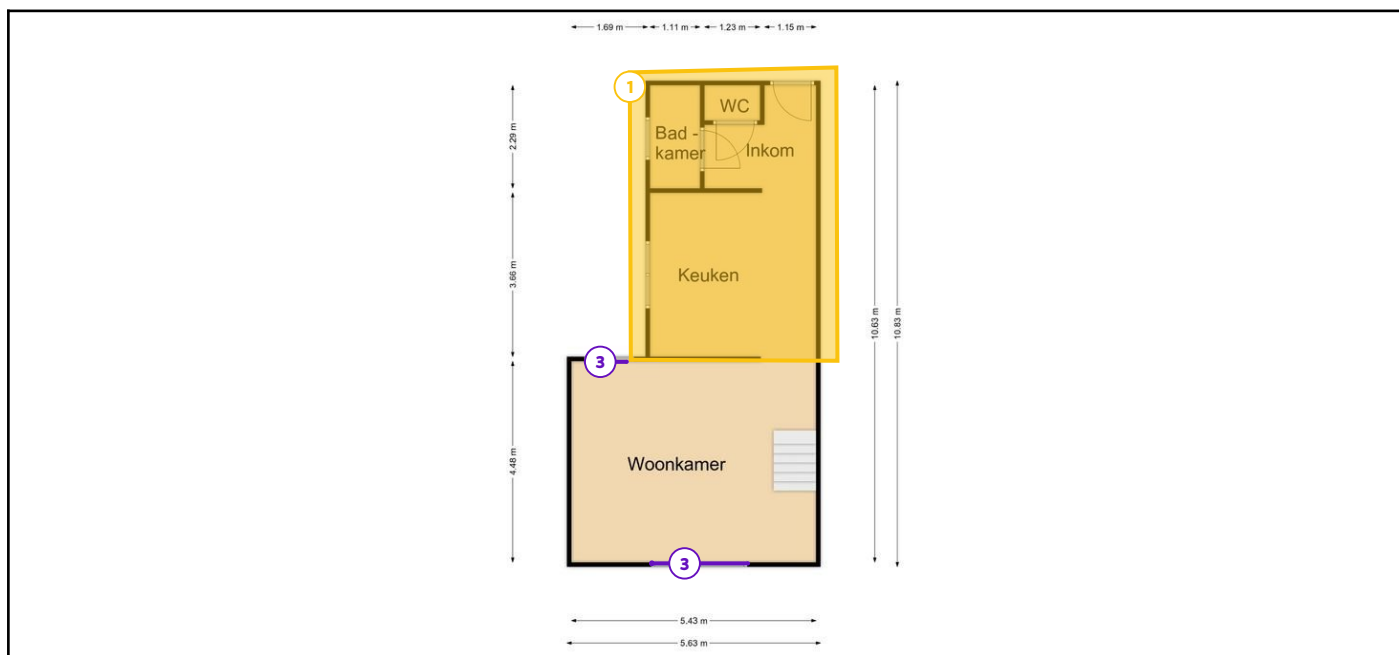 1.69 m 1.11 m 1.23 m 1.15 m
1
WC
Bad -
kamer
Inkom
2.29 m
Keuken
3.66 m
10.63 m
10.83 m
3
Woonkamer
4.48 m
3
5.43 m
5.63 m